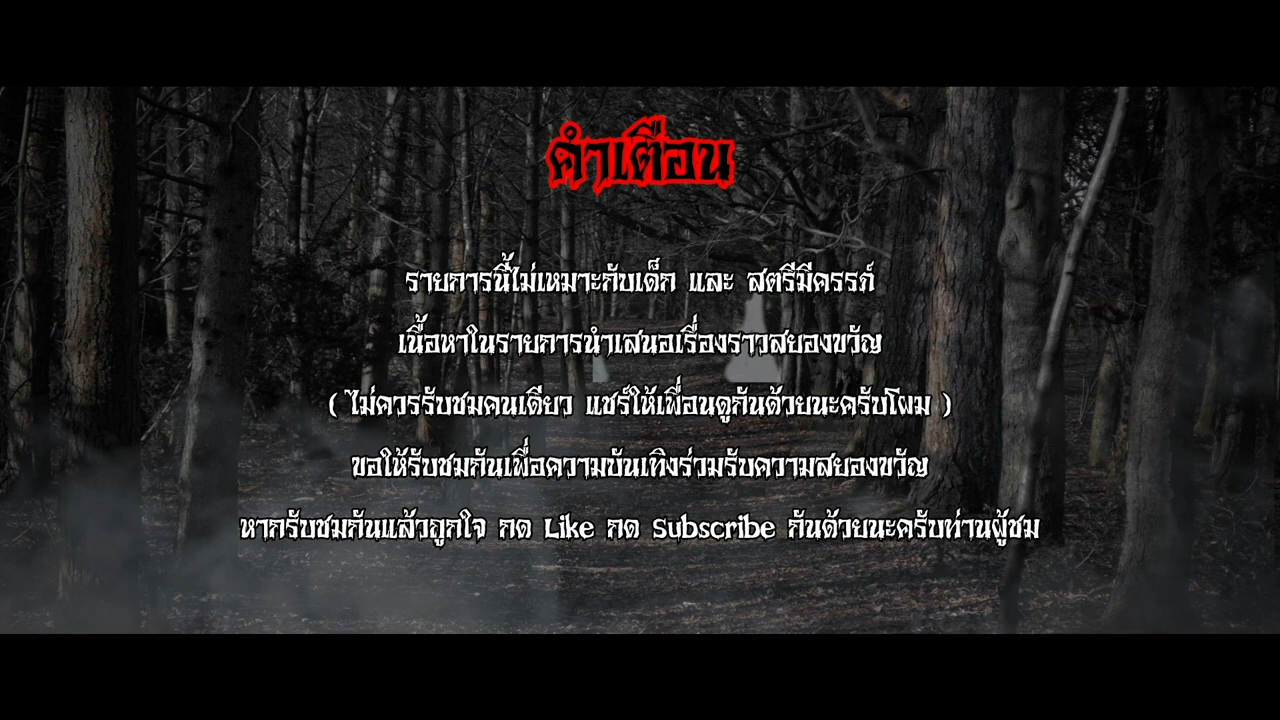 คำเตือน
รายการนี้ไม่เหมาะกับเด็ก และ สตรีมีครรภ์
เนื้อหาในรายการนำเสนอเรื่องราวสยองขวัญ
( ไม่ควรรับชมคนเดียว แชร์ให้เพื่อนดูกันด้วยนะครับโผม )
ขอให้รับชมกันเพื่อความบันเทิงร่วมรับความสยองขวัญ
หากรับชมกันแล้วถูกใจ กด Like กด Subscribe กันด้วยนะครับท่านผู้ชม